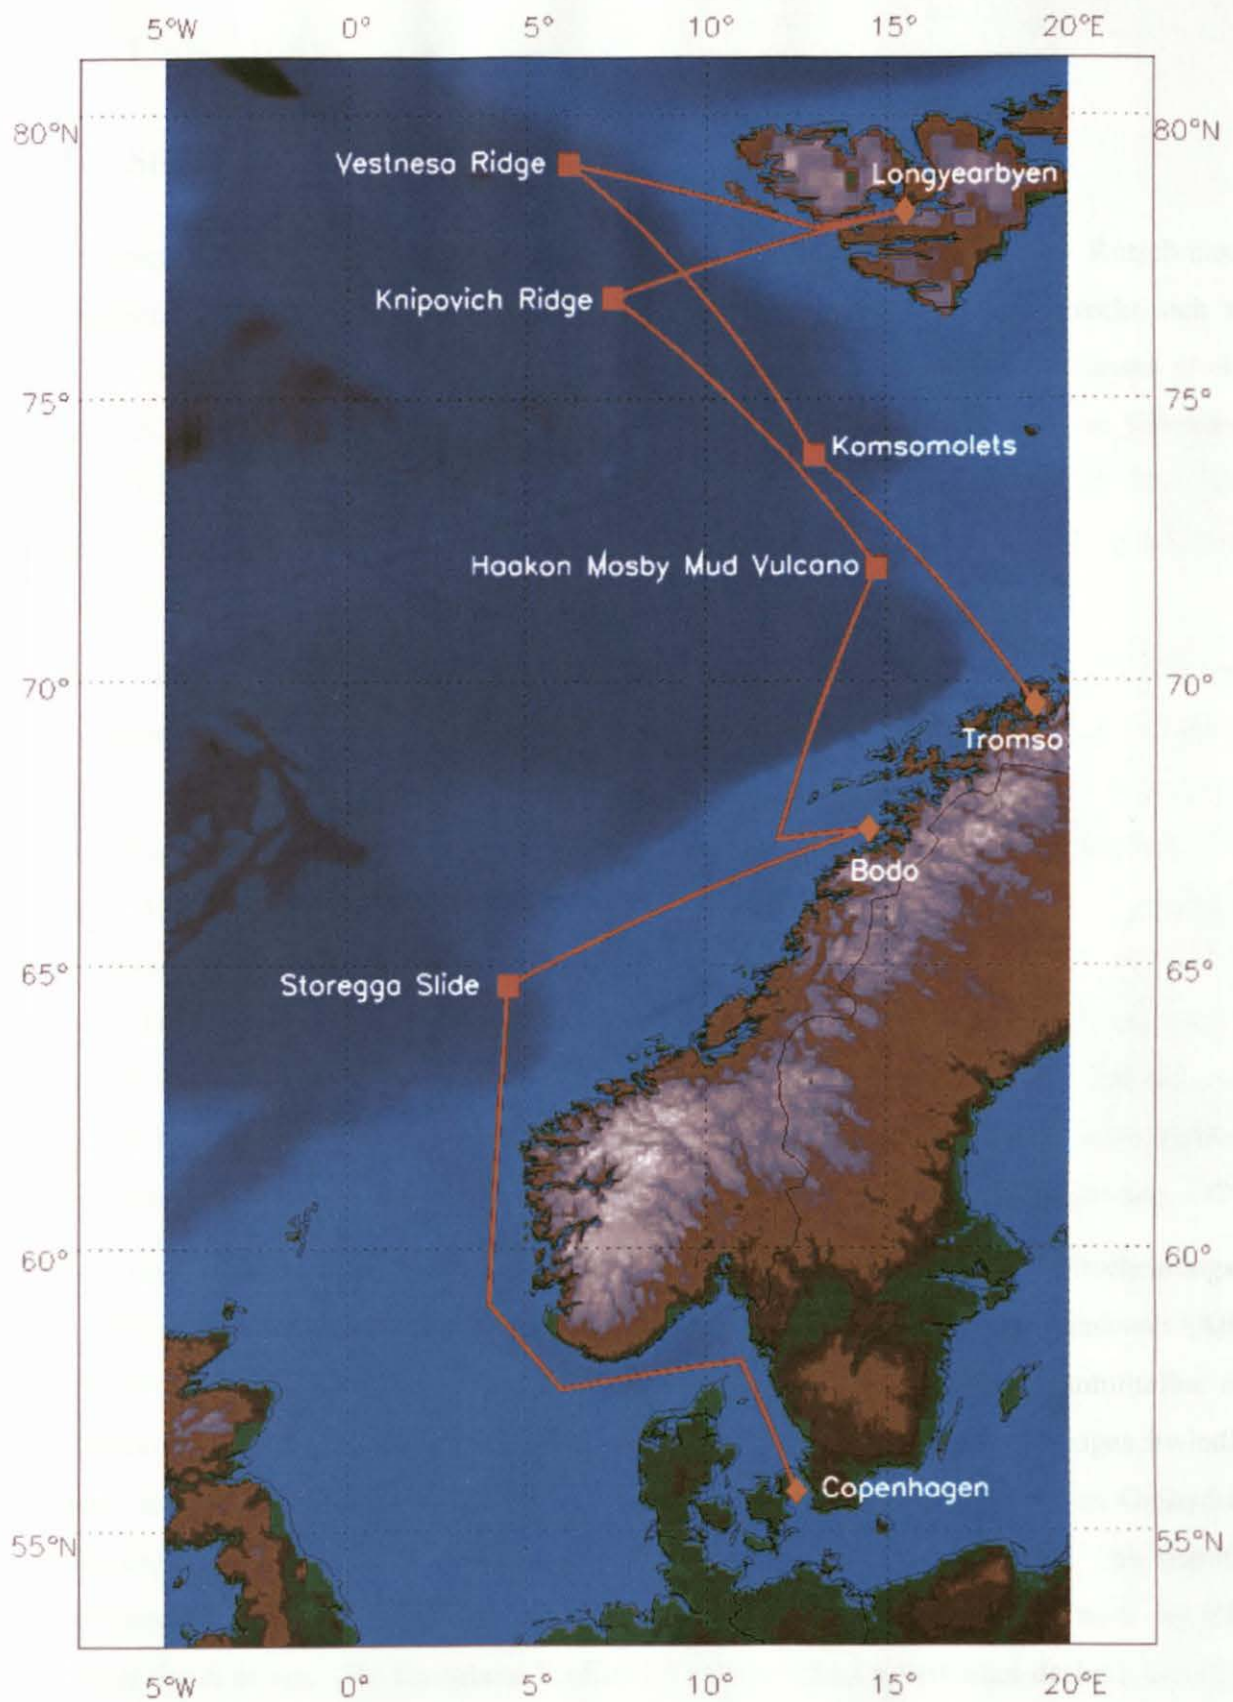 5°W 0° 5° 10° 15° 20°E
80°N 80°N
Vestneso Ridge
Longyearbyen
Knipovich Ridge
75° 75°
Komsomolets
Haakon Mosby Mud Vulcano
70° 70°
Tromso
Bodo
65° 65°
Storegga Slide
60° 60°
Copenhagen
55°N 55°N
5°W 0° 5° 10° 15° 20°E